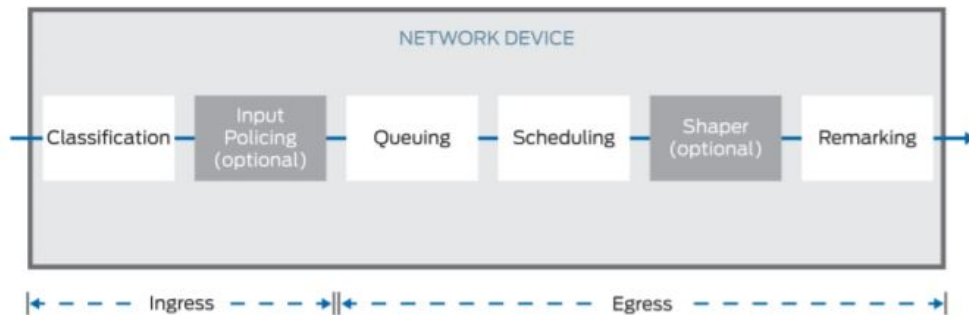 NETWORK DEVICE
Classification
Input
Policing
(optional)
Queuing
Scheduling
Shaper
(optional)
Remarking
Ingress
Egress